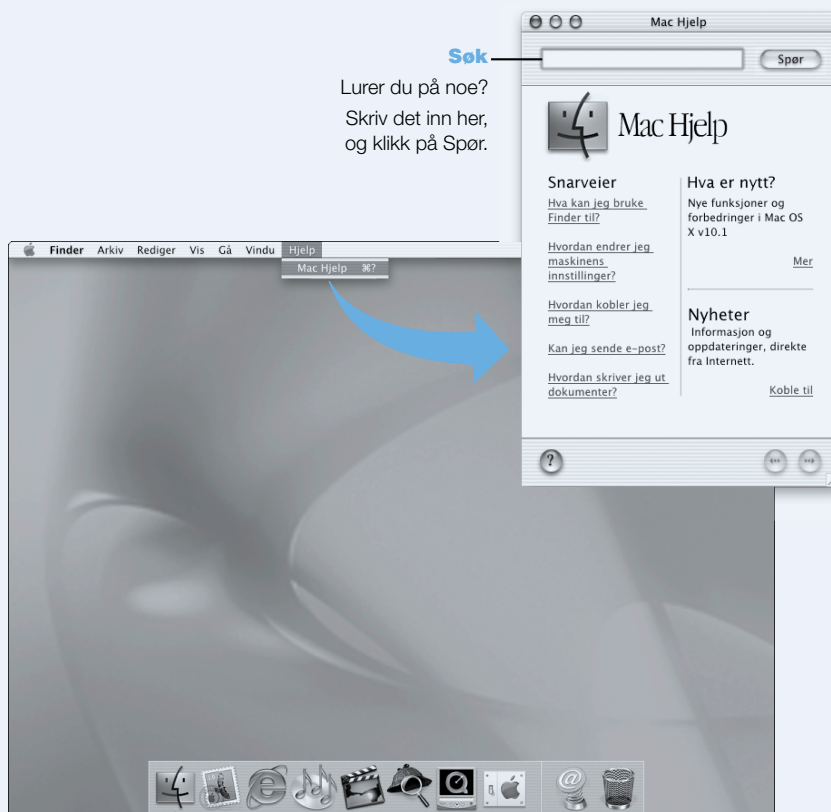 Mac Hjelp
Søk
Spør
Lurer du på noe?
Skriv det inn her,
og klikk på Spør.
Mac Hjelp
Snarveier
Hva kan jeg bruke
Finder til?
Hvordan endrer jeg
maskinens
innstillinger?
Hvordan kobler jeg
meg til?
Kan jeg sende e-post?
Hvordan skriver jeg ut
dokumenter?
Hva er nytt?
Nye funksjoner og
forbedringer i Mac OS
X v10.1
Mer
Nyheter
Informasjon og
oppdateringer, direkte
fra Internett.
Koble til
?
Finder Arkiv Rediger Vis Gå Vindu Hjelp
Mac Hjelp ⌘?